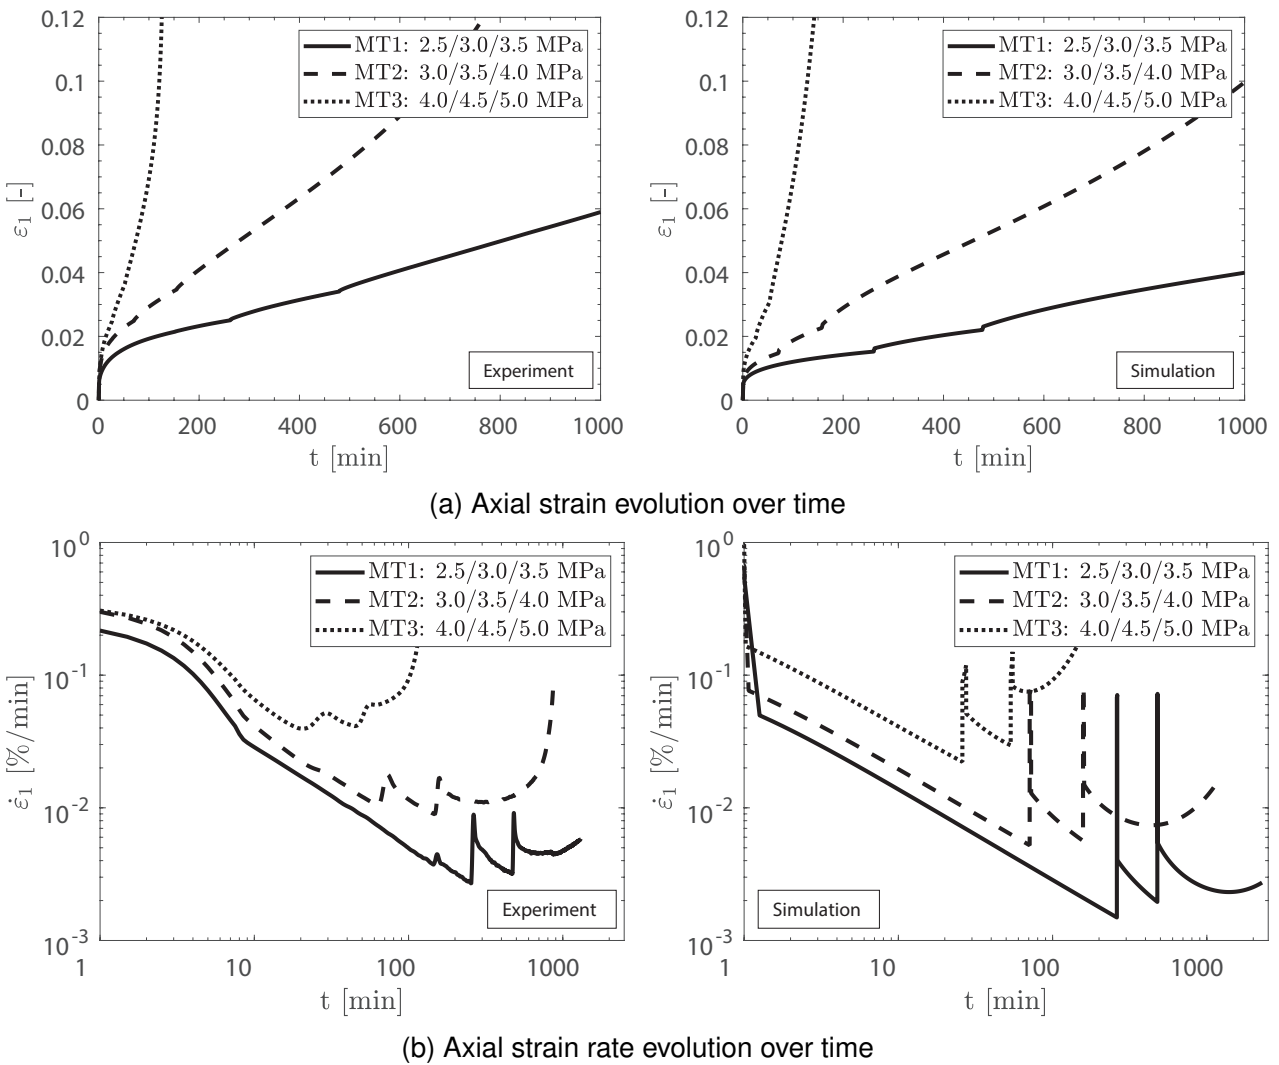 0.12
0.1
0.08
0.06
0.04
0.02
0
ε₁ [-]
MT1: 2.5/3.0/3.5 MPa
MT2: 3.0/3.5/4.0 MPa
MT3: 4.0/4.5/5.0 MPa
Experiment
0 200 400 600 800 1000
t [min]
0.12
0.1
0.08
0.06
0.04
0.02
0
ε₁ [-]
MT1: 2.5/3.0/3.5 MPa
MT2: 3.0/3.5/4.0 MPa
MT3: 4.0/4.5/5.0 MPa
Simulation
0 200 400 600 800 1000
t [min]
(a) Axial strain evolution over time
10⁰
10⁻¹
10⁻²
10⁻³
ε̇₁ [%/min]
MT1: 2.5/3.0/3.5 MPa
MT2: 3.0/3.5/4.0 MPa
MT3: 4.0/4.5/5.0 MPa
Experiment
1 10 100 1000
t [min]
10⁰
10⁻¹
10⁻²
10⁻³
ε̇₁ [%/min]
MT1: 2.5/3.0/3.5 MPa
MT2: 3.0/3.5/4.0 MPa
MT3: 4.0/4.5/5.0 MPa
Simulation
1 10 100 1000
t [min]
(b) Axial strain rate evolution over time